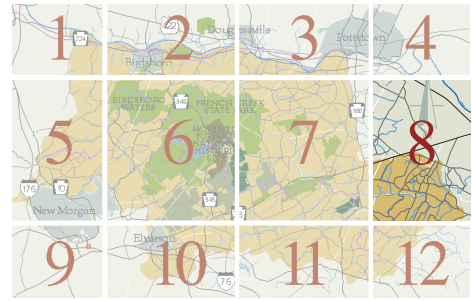 1
2
3
4
724
422
Douglassville
Pottstown
Birdsboro
5
6
7
8
BIRDSBORO
WATERS
345
FRENCH CREEK
STATE PARK
HOPEWELL
FURNACE
NATIONAL
100
176
10
345
New Morgan
9
10
11
12
Elverson
76